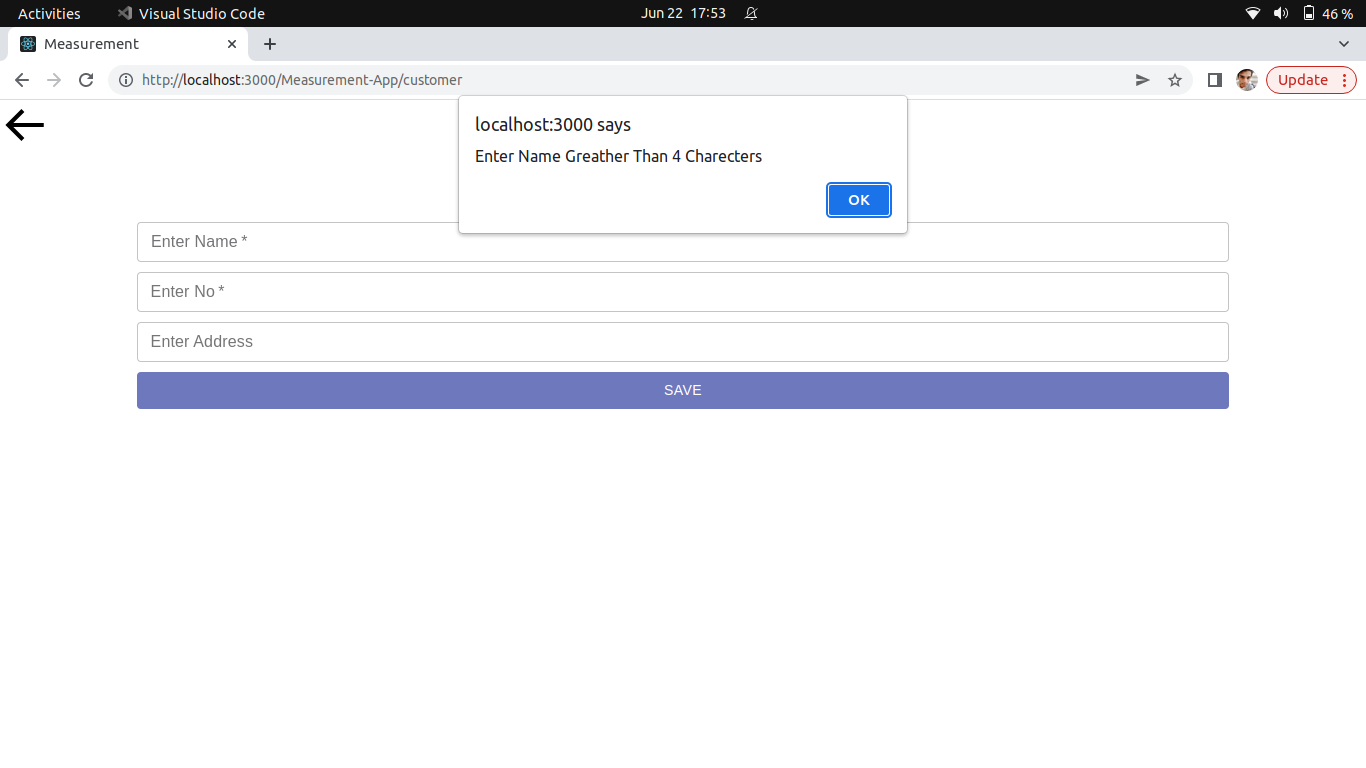 Activities Visual Studio Code Jun 22 17:53 46 %
Measurement
http://localhost:3000/Measurement-App/customer Update
localhost:3000 says
Enter Name Greather Than 4 Charecters
OK
Enter Name *
Enter No *
Enter Address
SAVE